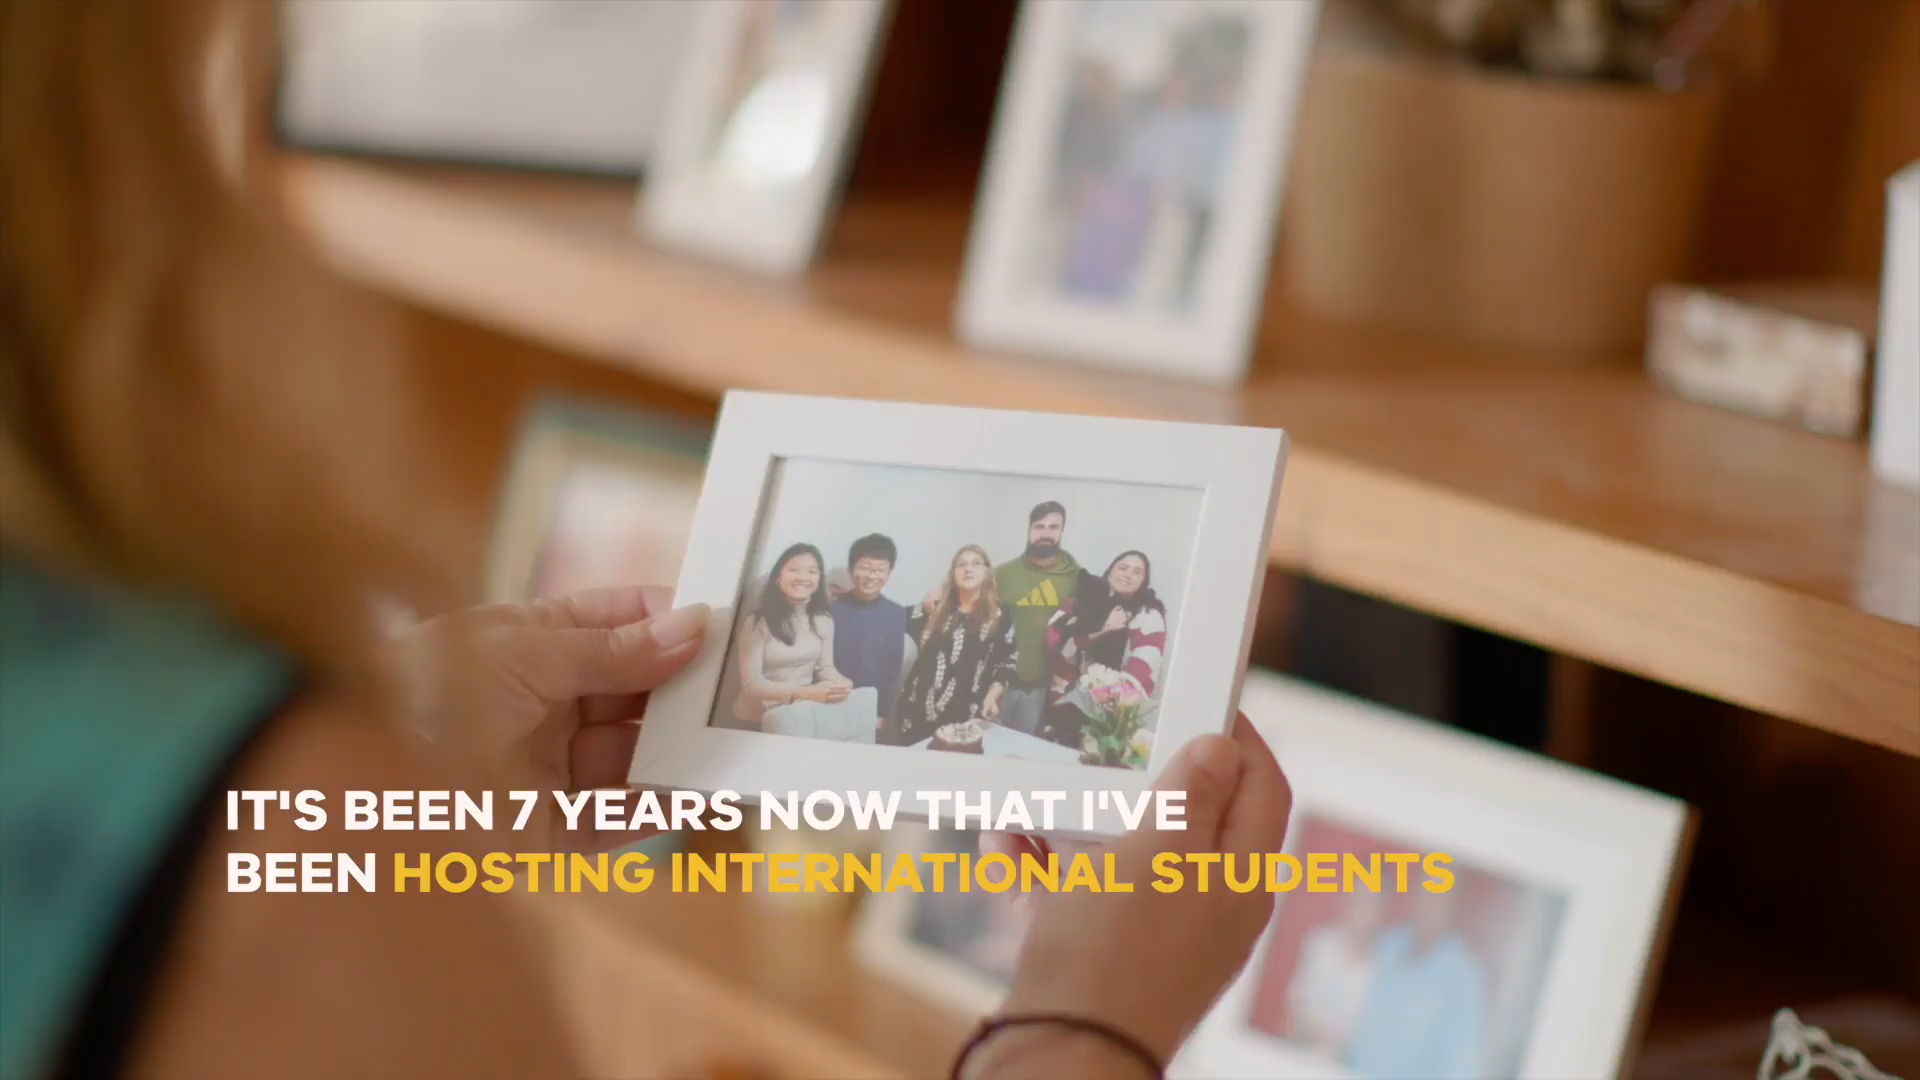 IT'S BEEN 7 YEARS NOW THAT I'VE
BEEN HOSTING INTERNATIONAL STUDENTS